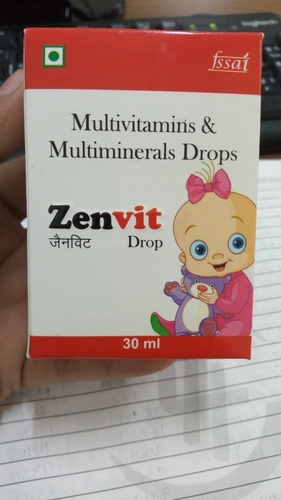 fssai
Multivitamins &
Multiminerals Drops
Zenvit
जैनविट Drop
30 ml